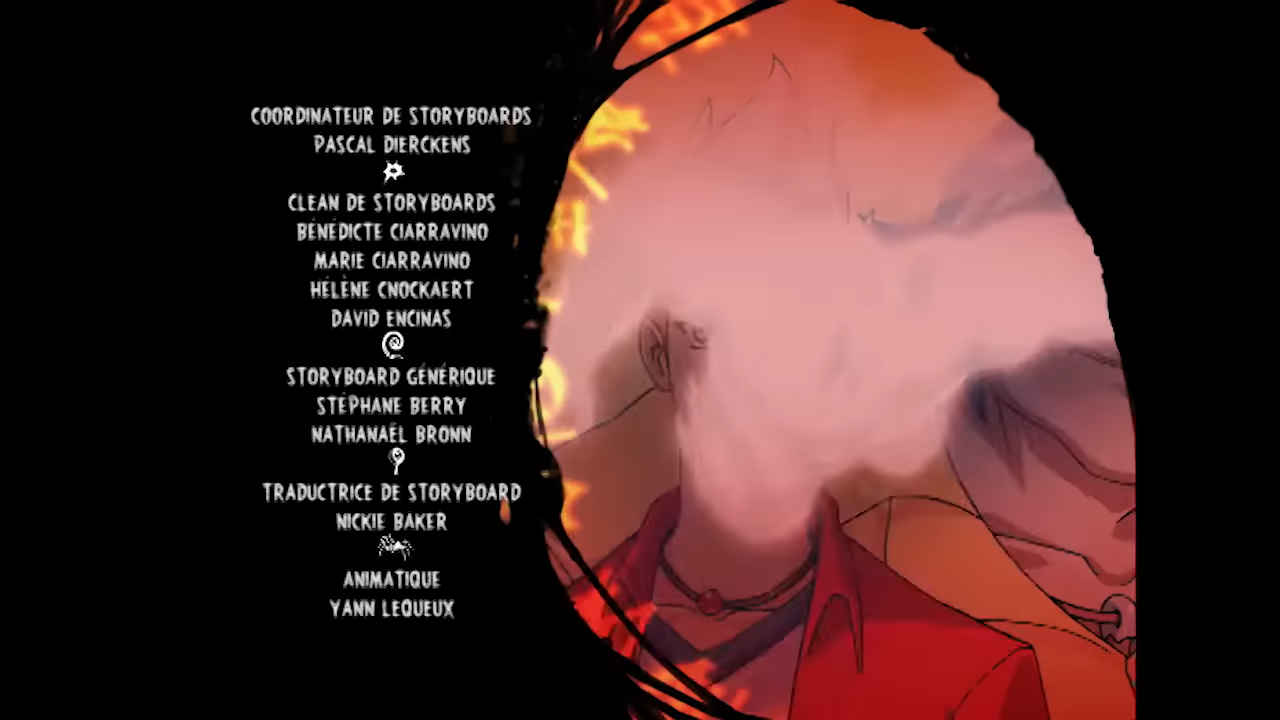 COORDINATEUR DE STORYBOARDS
PASCAL DIERCKENS
CLEAN DE STORYBOARDS
BÉNÉDICTE CIARRAVINO
MARIE CIARRAVINO
HÉLÈNE CNOCKAERT
DAVID ENCINAS
STORYBOARD GÉNÉRIQUE
STÉPHANE BERRY
NATHANAËL BRONN
TRADUCTRICE DE STORYBOARD
NICKIE BAKER
ANIMATIQUE
YANN LEQUEUX